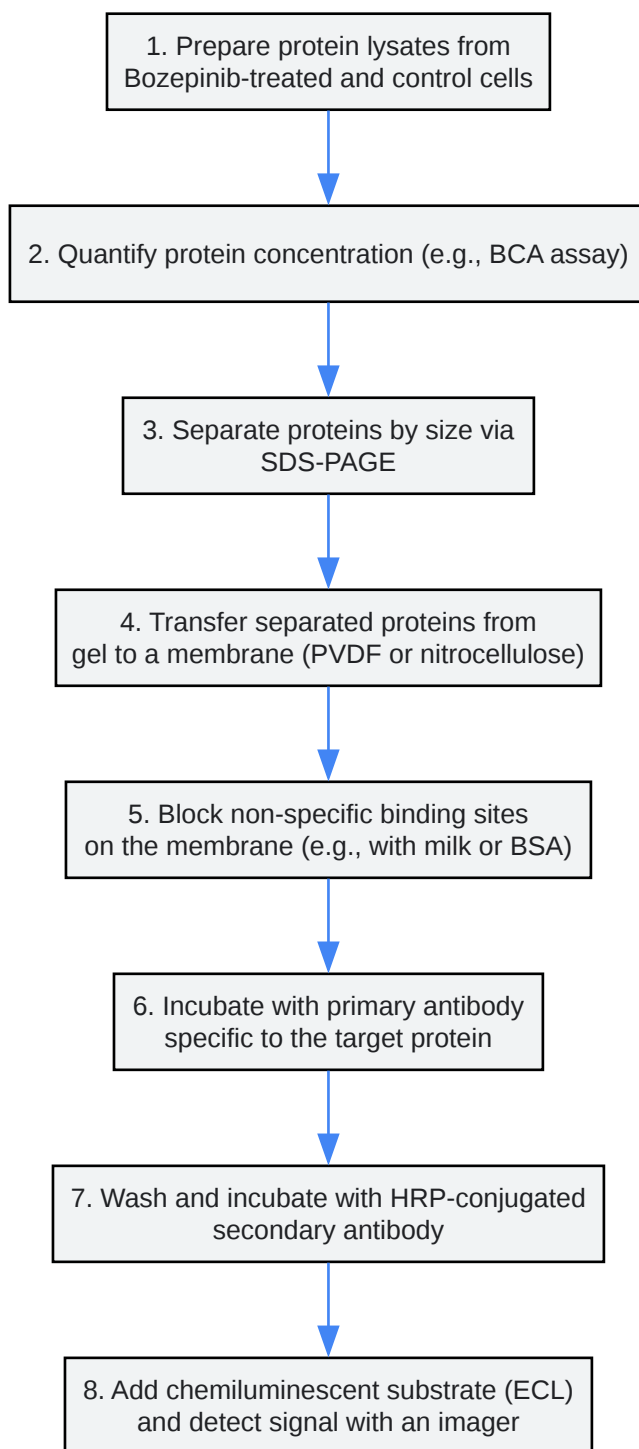 1. Prepare protein lysates from
Bozepinib-treated and control cells
2. Quantify protein concentration (e.g., BCA assay)
3. Separate proteins by size via
SDS-PAGE
4. Transfer separated proteins from
gel to a membrane (PVDF or nitrocellulose)
5. Block non-specific binding sites
on the membrane (e.g., with milk or BSA)
6. Incubate with primary antibody
specific to the target protein
7. Wash and incubate with HRP-conjugated
secondary antibody
8. Add chemiluminescent substrate (ECL)
and detect signal with an imager